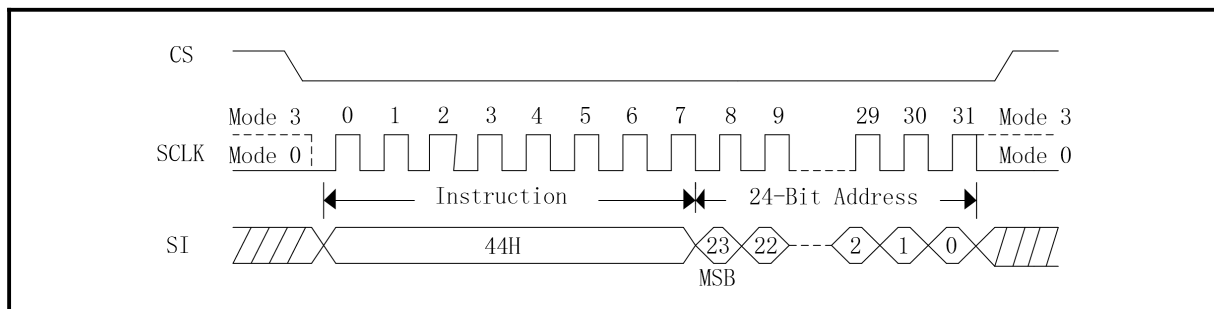 CS
Mode 3 0 1 2 3 4 5 6 7 8 9 29 30 31 Mode 3
SCLK Mode 0 Mode 0
Instruction 24-Bit Address
SI 44H 23 22 2 1 0
MSB